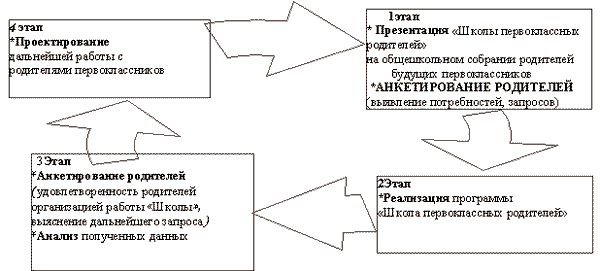 1этап
* Презентация «Школы первоклассных
родителей»
на общешкольном собрании родителей
будущих первоклассников
*АНКЕТИРОВАНИЕ РОДИТЕЛЕЙ
(выявление потребностей, запросов)
2Этап
*Реализация программы
«Школа первоклассных родителей»
3Этап
*Анкетирование родителей
(удовлетворенность родителей
организацией работы «Школы»,
выяснение дальнейшего запроса)
*Анализ полученных данных
4 этап
*Проектирование
дальнейшей работы с
родителями первоклассников